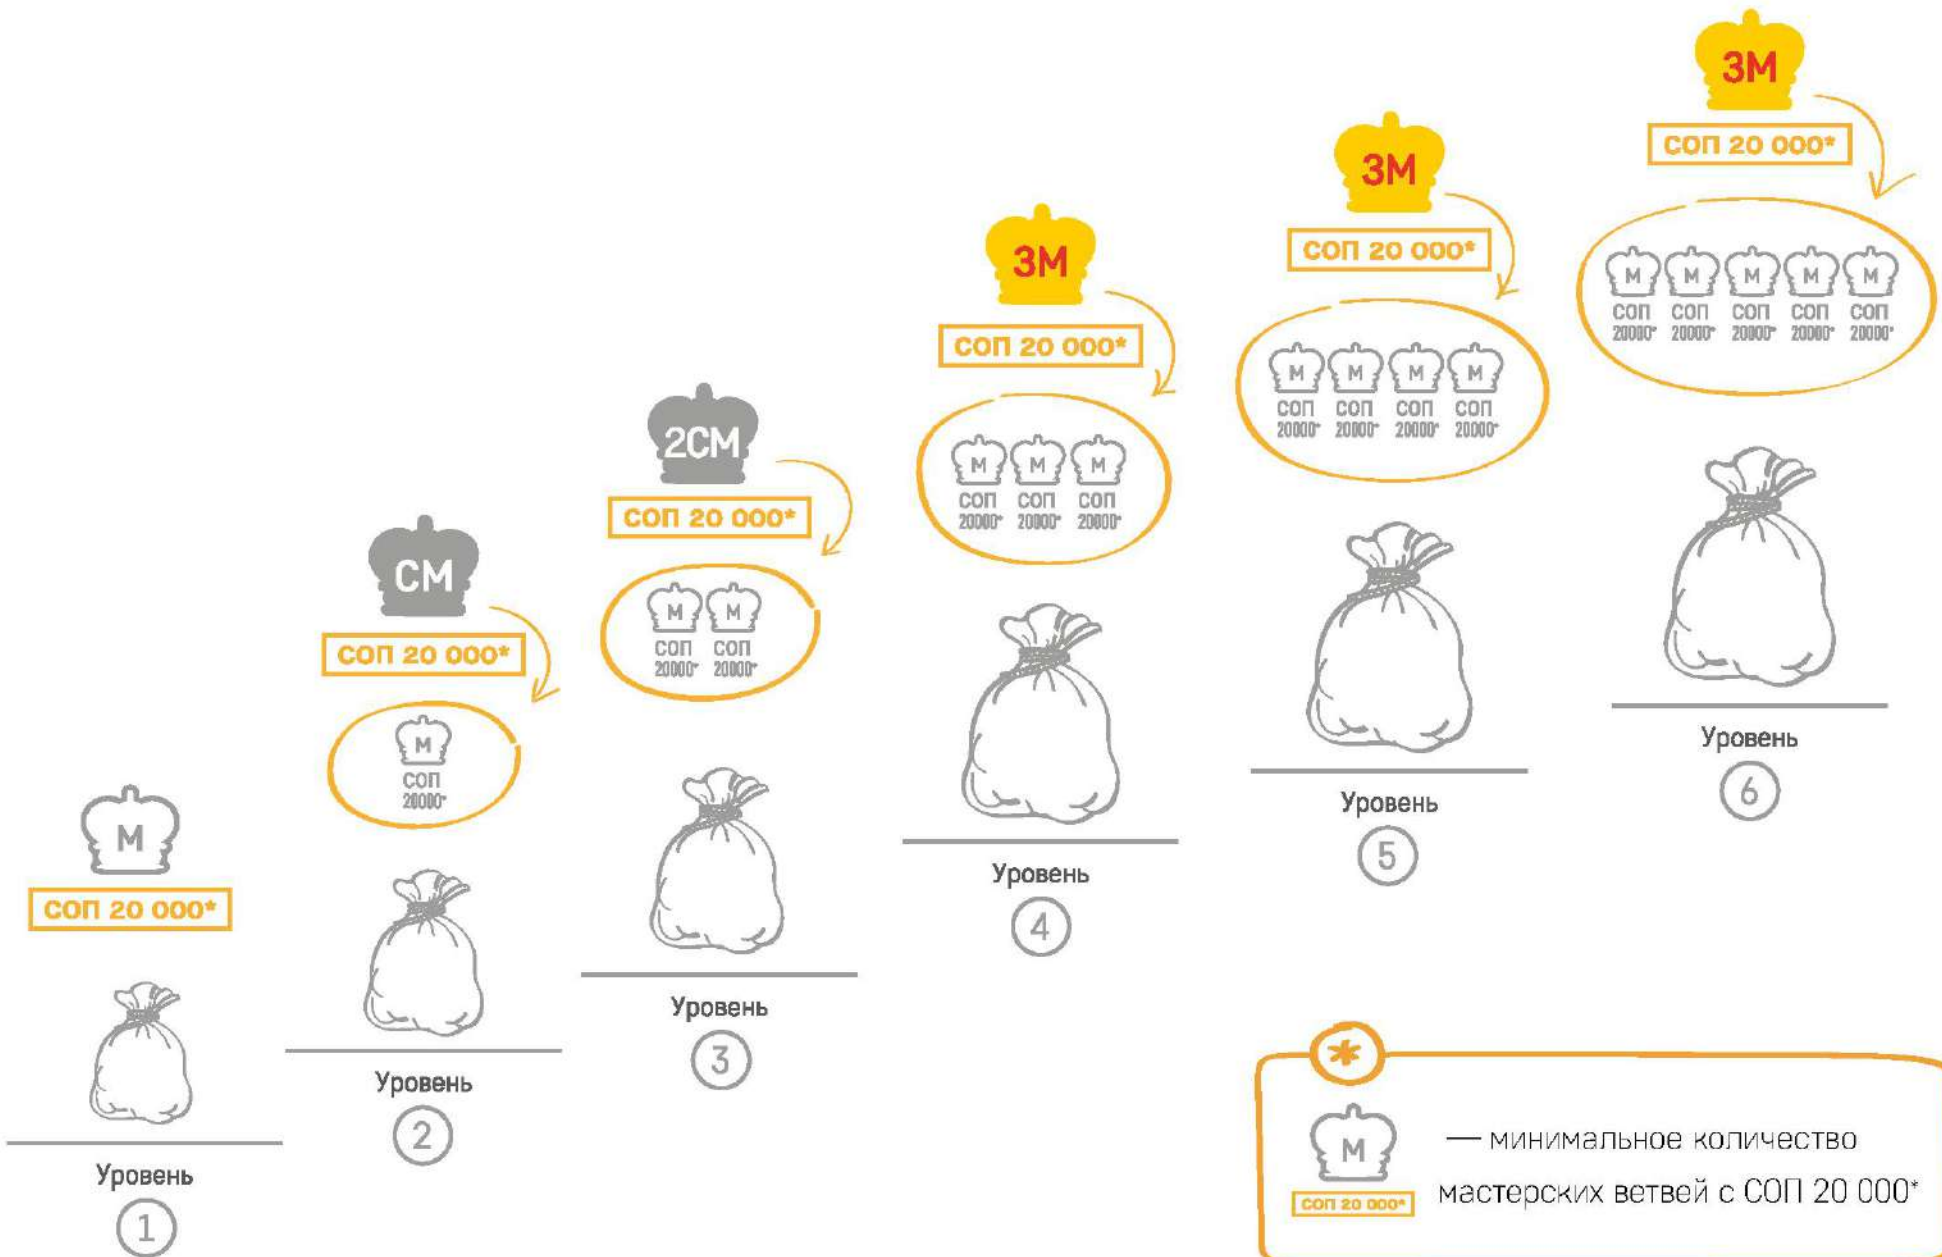 М
СОП 20 000*
Уровень
1
СМ
СОП 20 000*
М
СОП
20000*
Уровень
2
2СМ
СОП 20 000*
М М
СОП СОП
20000* 20000*
Уровень
3
3М
СОП 20 000*
М М М
СОП СОП СОП
20000* 20000* 20000*
Уровень
4
3М
СОП 20 000*
М М М М
СОП СОП СОП СОП
20000* 20000* 20000* 20000*
Уровень
5
3М
СОП 20 000*
М М М М М
СОП СОП СОП СОП СОП
20000* 20000* 20000* 20000* 20000*
Уровень
6
*
М
СОП 20 000*
— минимальное количество
мастерских ветвей с СОП 20 000*